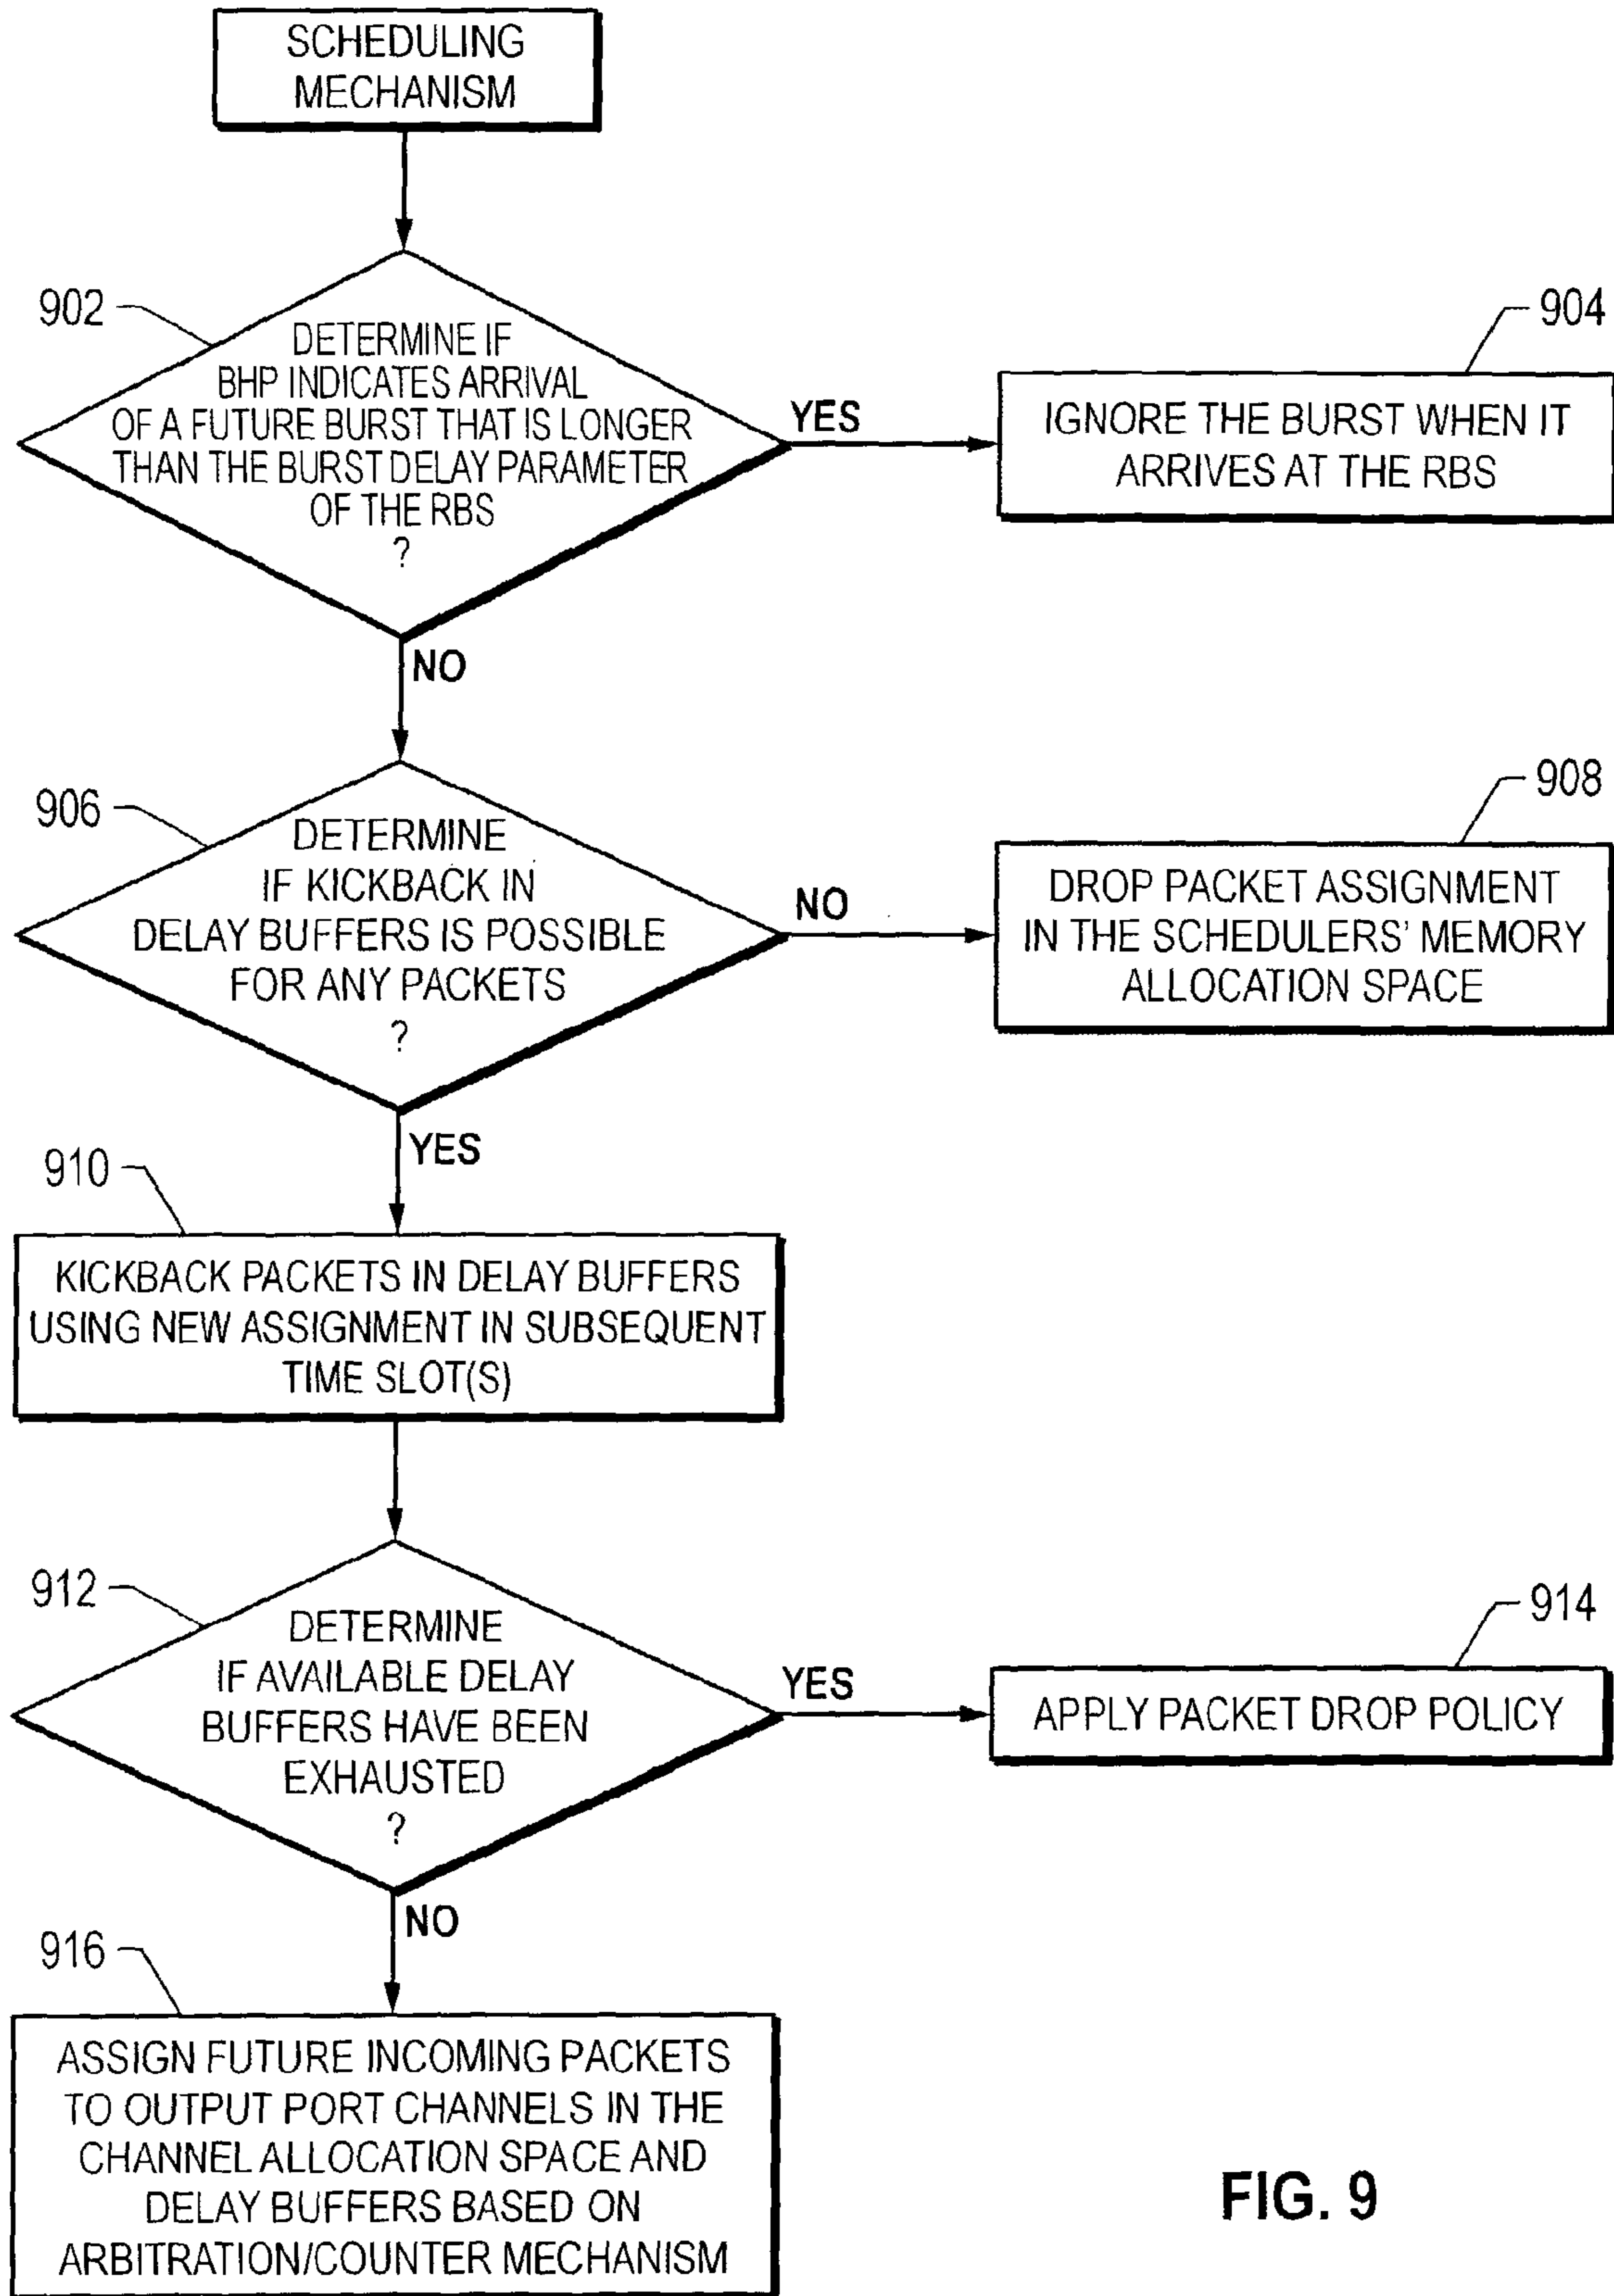 SCHEDULING
MECHANISM
902
DETERMINE IF
BHP INDICATES ARRIVAL
OF A FUTURE BURST THAT IS LONGER
THAN THE BURST DELAY PARAMETER
OF THE RBS
?
YES
904
IGNORE THE BURST WHEN IT
ARRIVES AT THE RBS
NO
906
DETERMINE
IF KICKBACK IN
DELAY BUFFERS IS POSSIBLE
FOR ANY PACKETS
?
NO
908
DROP PACKET ASSIGNMENT
IN THE SCHEDULERS' MEMORY
ALLOCATION SPACE
YES
910
KICKBACK PACKETS IN DELAY BUFFERS
USING NEW ASSIGNMENT IN SUBSEQUENT
TIME SLOT(S)
912
DETERMINE
IF AVAILABLE DELAY
BUFFERS HAVE BEEN
EXHAUSTED
?
YES
914
APPLY PACKET DROP POLICY
NO
916
ASSIGN FUTURE INCOMING PACKETS
TO OUTPUT PORT CHANNELS IN THE
CHANNEL ALLOCATION SPACE AND
DELAY BUFFERS BASED ON
ARBITRATION/COUNTER MECHANISM
FIG. 9